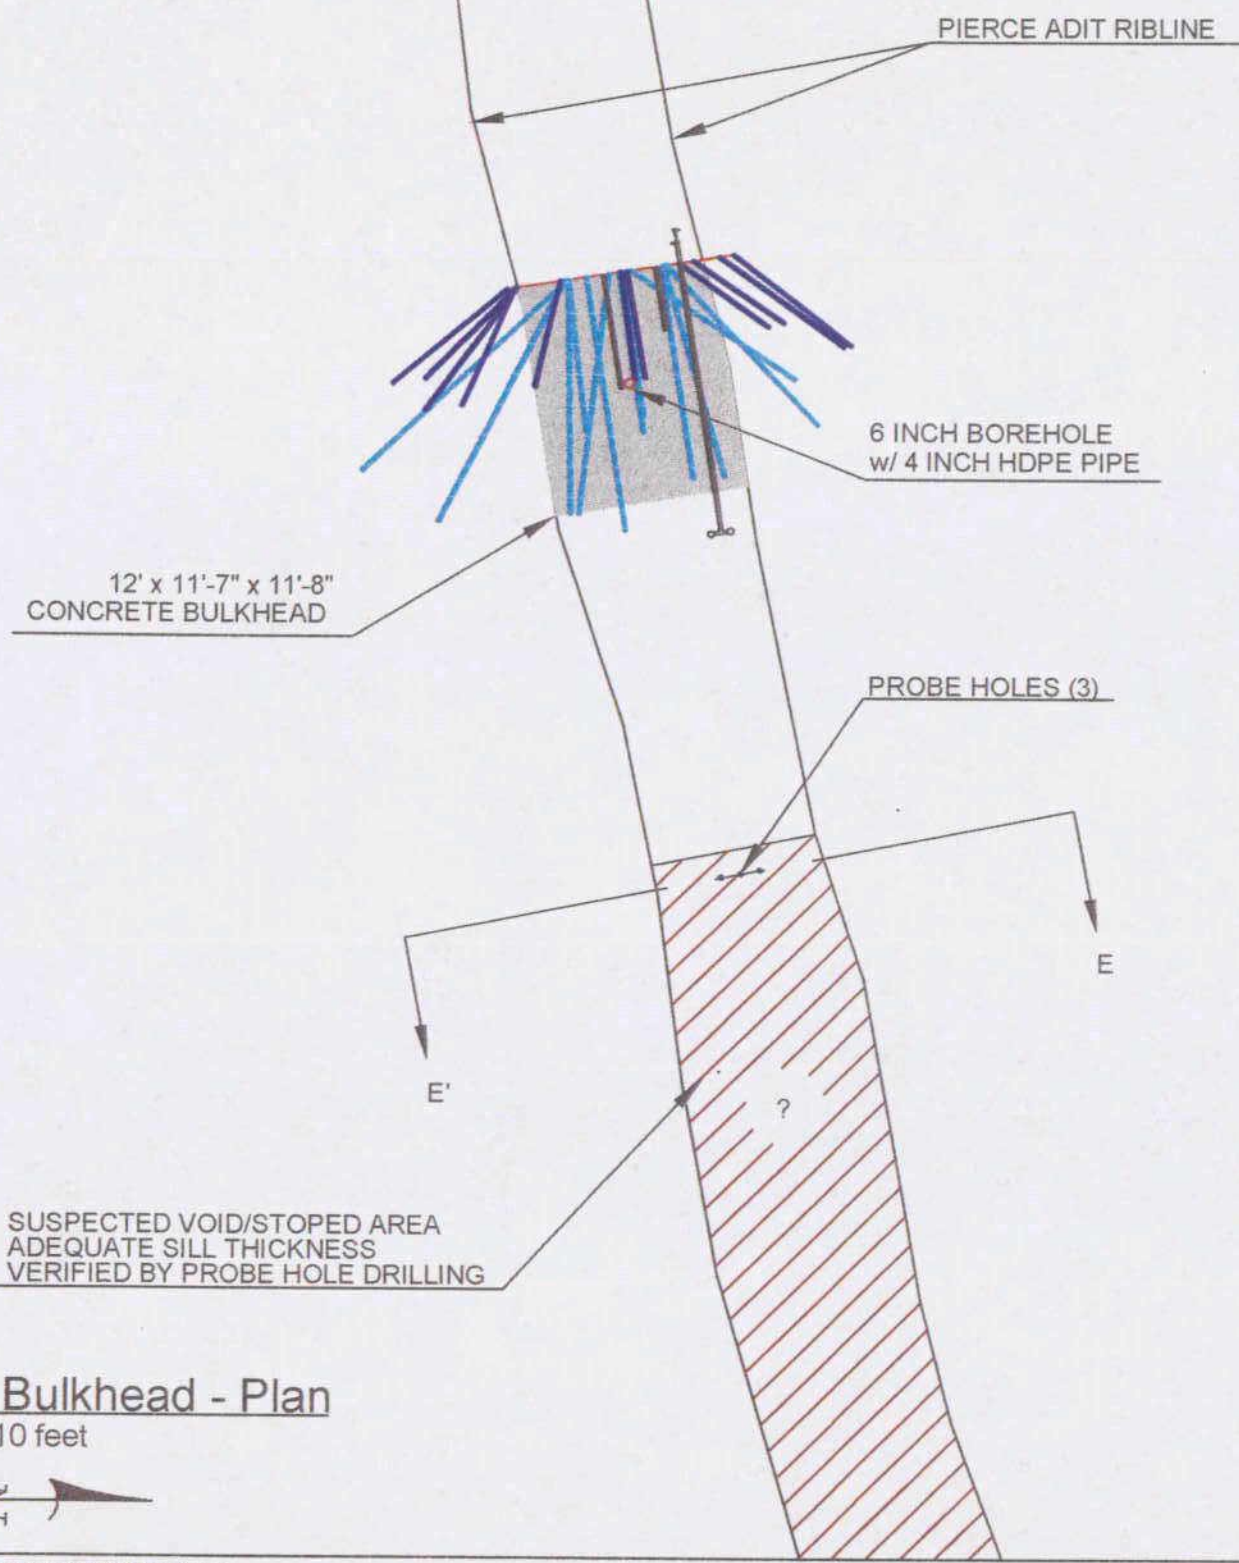 PIERCE ADIT RIBLINE
6 INCH BOREHOLE
w/ 4 INCH HDPE PIPE
12' x 11'-7" x 11'-8"
CONCRETE BULKHEAD
PROBE HOLES (3)
E
E'
?
SUSPECTED VOID/STOPED AREA
ADEQUATE SILL THICKNESS
VERIFIED BY PROBE HOLE DRILLING
Bulkhead - Plan
10 feet